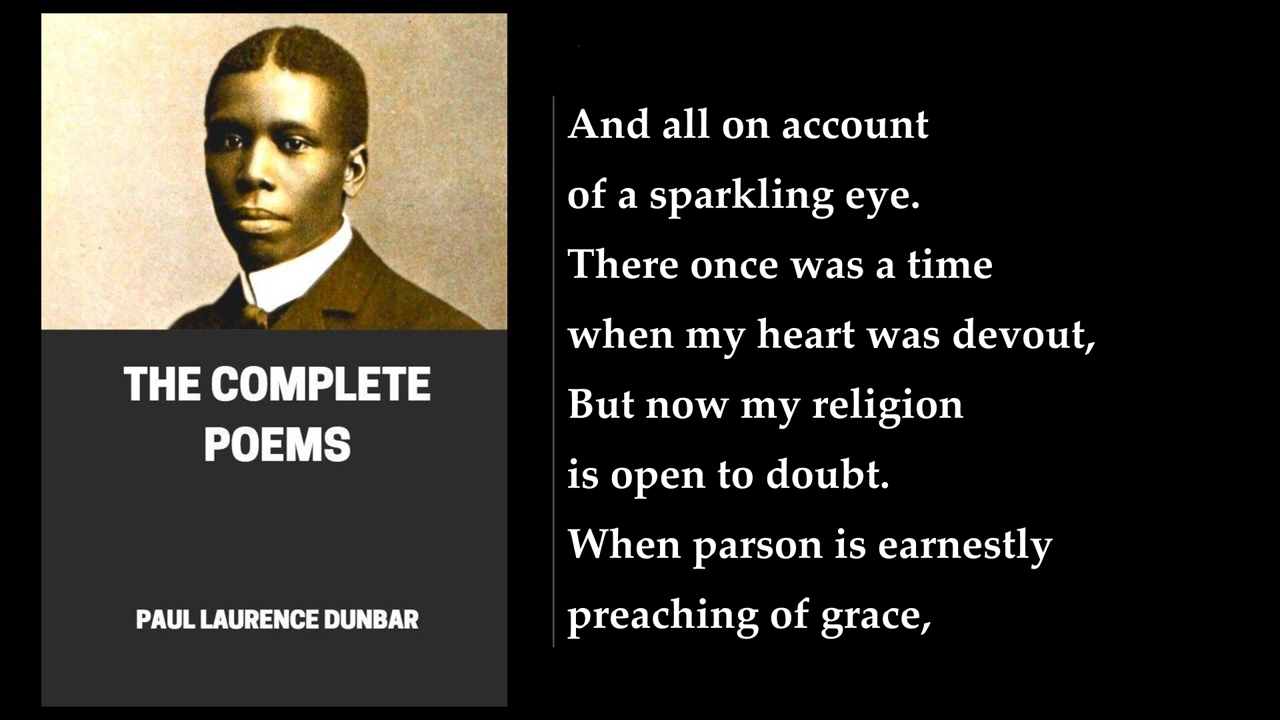 THE COMPLETE
POEMS
PAUL LAURENCE DUNBAR
And all on account
of a sparkling eye.
There once was a time
when my heart was devout,
But now my religion
is open to doubt.
When parson is earnestly
preaching of grace,